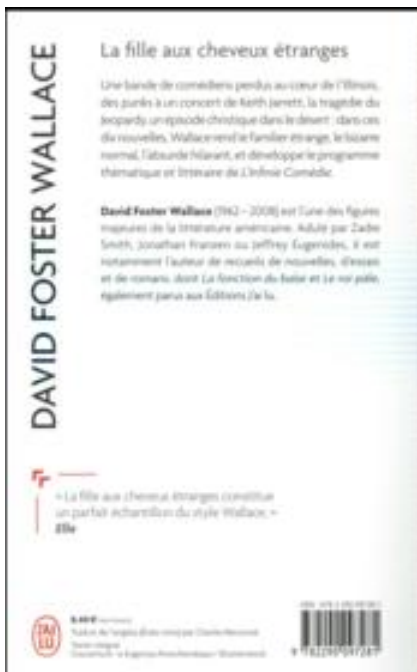 DAVID FOSTER WALLACE
La fille aux cheveux étranges
Une bande de comédiens perdus au cœur de l'Illinois,
des punks à un concert de Keith Jarrett, la tragédie du
Jeopardy, un épisode christique dans le désert : dans ces
dix nouvelles, Wallace rend le familier étrange, le bizarre
normal, l'absurde hilarant, et développe le programme
thématique et littéraire de L'Infinie Comédie.
David Foster Wallace (1962 – 2008) est l'une des figures
majeures de la littérature américaine. Adulé par Zadie
Smith, Jonathan Franzen ou Jeffrey Eugenides, il est
notamment l'auteur de recueils de nouvelles, d'essais
et de romans, dont La fonction du balai et Le roi pâle,
également parus aux Éditions J'ai lu.
« La fille aux cheveux étranges constitue
un parfait échantillon du style Wallace. »
Elle
J'AI
LU
Texte intégral